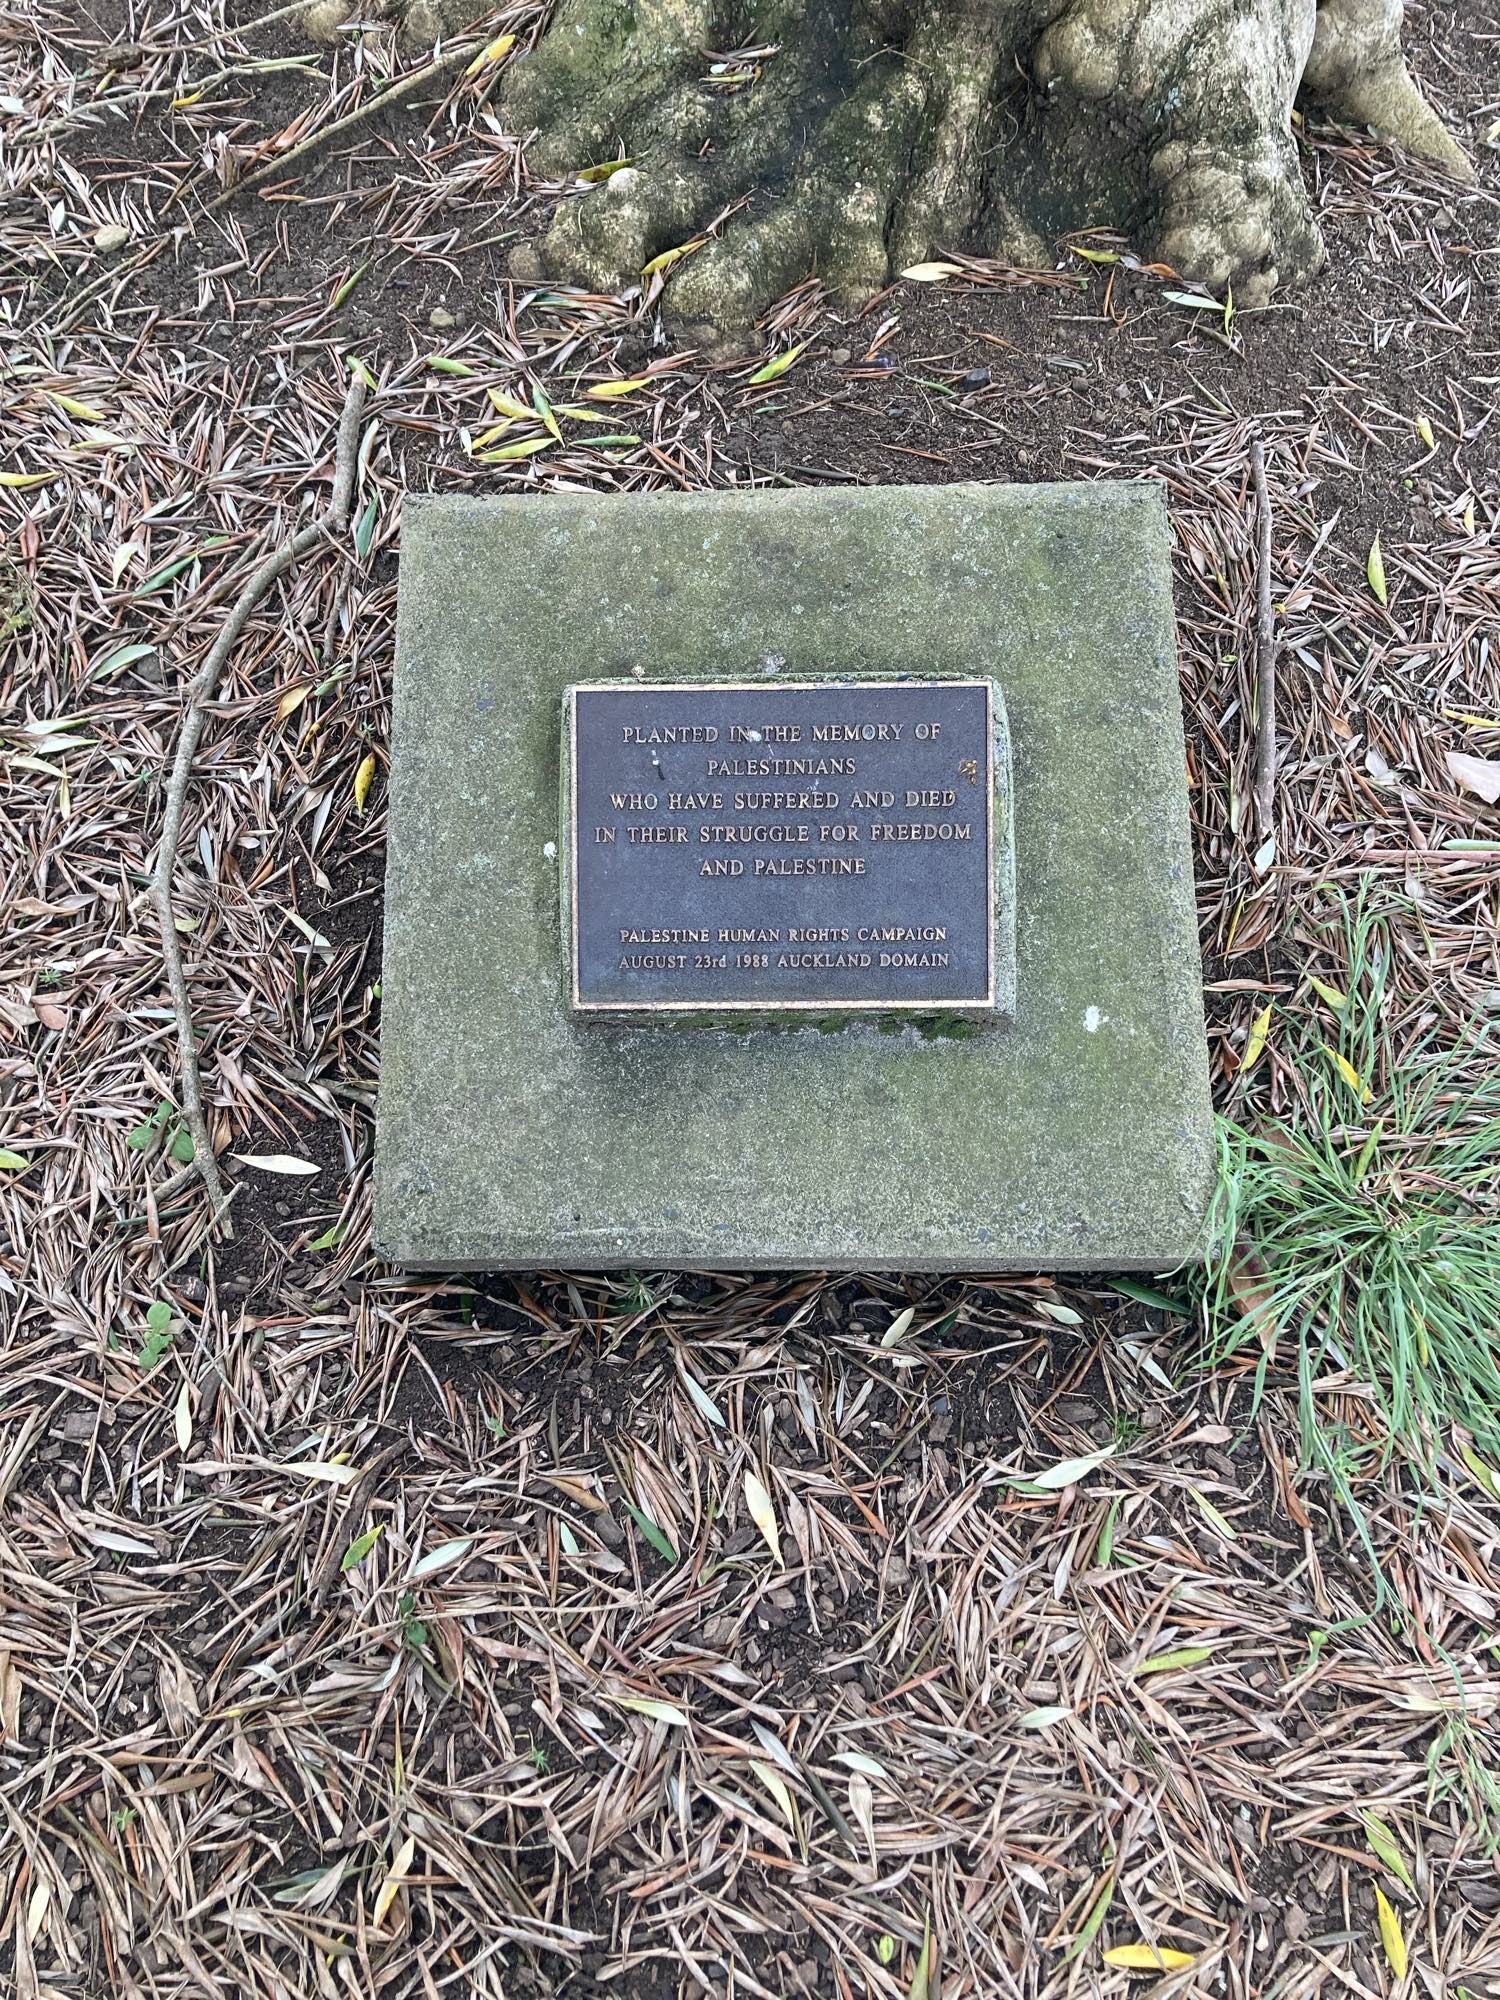 PLANTED IN THE MEMORY OF
PALESTINIANS
WHO HAVE SUFFERED AND DIED
IN THEIR STRUGGLE FOR FREEDOM
AND PALESTINE
PALESTINE HUMAN RIGHTS CAMPAIGN
AUGUST 23rd 1988 AUCKLAND DOMAIN